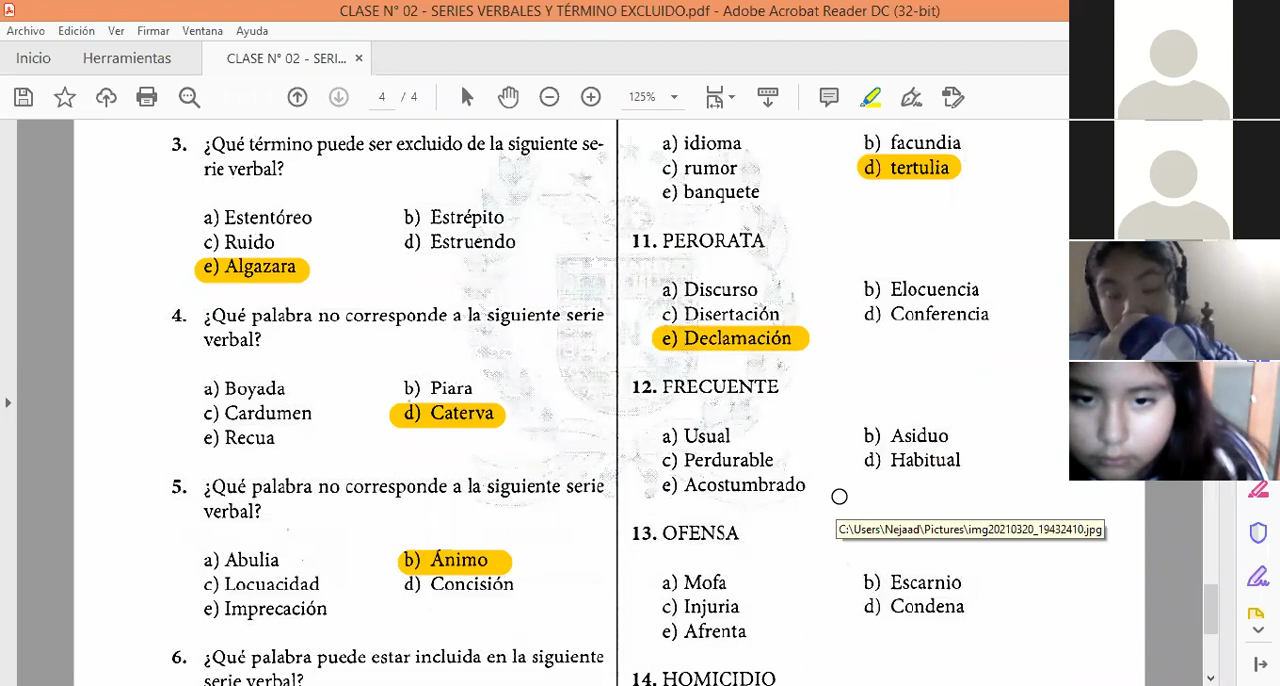 CLASE N° 02 - SERIES VERBALES Y TÉRMINO EXCLUIDO.pdf - Adobe Acrobat Reader DC (32-bit)
Archivo Edición Ver Firmar Ventana Ayuda
Inicio Herramientas CLASE N° 02 - SERI... ×
4 / 4 125%
3. ¿Qué término puede ser excluido de la siguiente se-
rie verbal?
a) Estentóreo b) Estrépito
c) Ruido d) Estruendo
e) Algazara
4. ¿Qué palabra no corresponde a la siguiente serie
verbal?
a) Boyada b) Piara
c) Cardumen d) Caterva
e) Recua
5. ¿Qué palabra no corresponde a la siguiente serie
verbal?
a) Abulia b) Ánimo
c) Locuacidad d) Concisión
e) Imprecación
6. ¿Qué palabra puede estar incluida en la siguiente
serie verbal?
a) idioma b) facundia
c) rumor d) tertulia
e) banquete
11. PERORATA
a) Discurso b) Elocuencia
c) Disertación d) Conferencia
e) Declamación
12. FRECUENTE
a) Usual b) Asiduo
c) Perdurable d) Habitual
e) Acostumbrado
C:\Users\Nejaad\Pictures\img20210320_19432410.jpg
13. OFENSA
a) Mofa b) Escarnio
c) Injuria d) Condena
e) Afrenta
14. HOMICIDIO